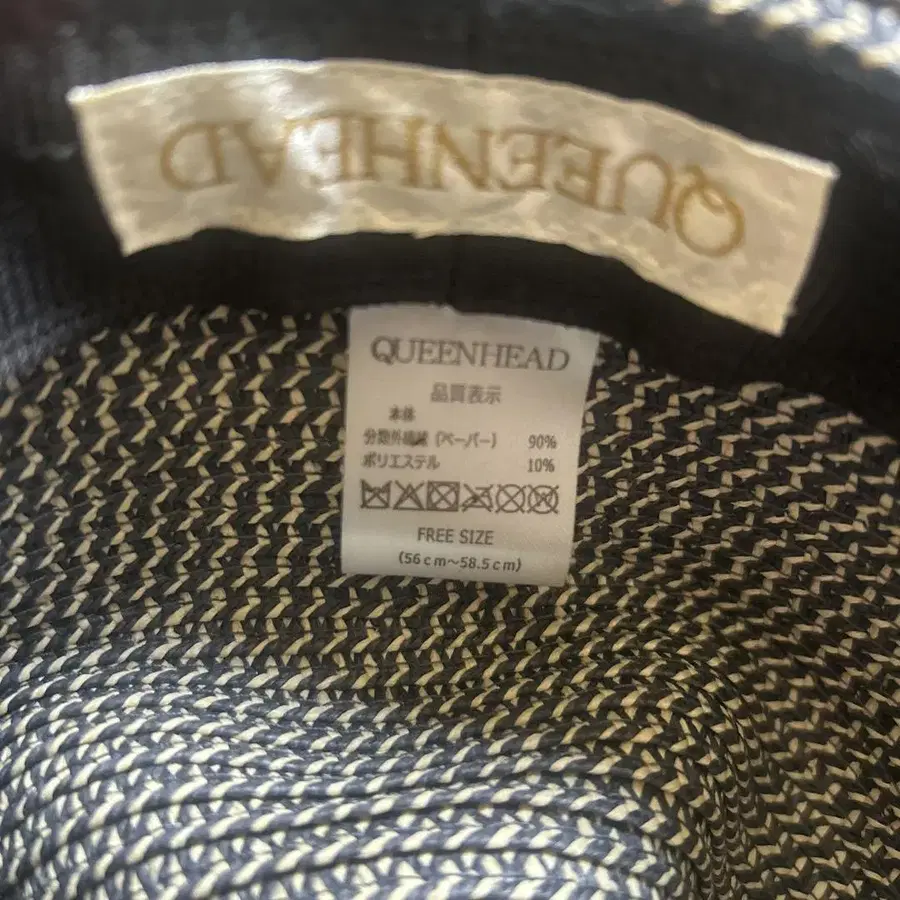 QUEENHEAD
QUEENHEAD
品質表示
本体
分類外繊維 (ペーパー) 90%
ポリエステル 10%
FREE SIZE
(56cm～58.5cm)